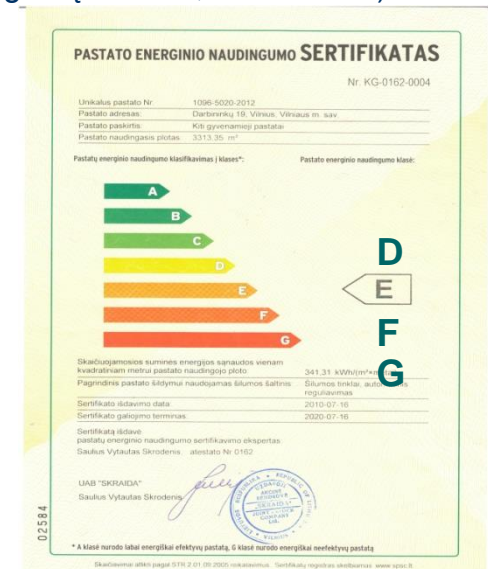 PASTATO ENERGINIO NAUDINGUMO SERTIFIKATAS
Nr. KG-0162-0004
Unikalus pastato Nr. 1096-5020-2012
Pastato adresas: Darbininkų 19, Vilnius, Vilniaus m. sav.
Pastato paskirtis: Kiti gyvenamieji pastatai
Pastato naudingasis plotas 3313.35 m²
Pastatų energinio naudingumo klasifikavimas į klases*: Pastato energinio naudingumo klasė:
A
B
C
D
E
F
G
D
E
F
G
Skaičiuojamosios suminės energijos sąnaudos vienam
kvadratiniam metrui pastato naudingojo ploto: 341,31 kWh/(m²×
Pagrindinis pastato šildymui naudojamas šilumos šaltinis Šilumos tinklai,
reguliavimas
Sertifikato išdavimo data: 2010-07-16
Sertifikato galiojimo terminas: 2020-07-16
Sertifikatą išdavė
pastatų energinio naudingumo sertifikavimo ekspertas:
Saulius Vytautas Skrodenis atestato Nr 0162
UAB "SKRAIDA"
Saulius Vytautas Skrodenis
02584
* A klasė nurodo labai energiškai efektyvų pastatą, G klasė nurodo energiškai neefektyvų pastatą